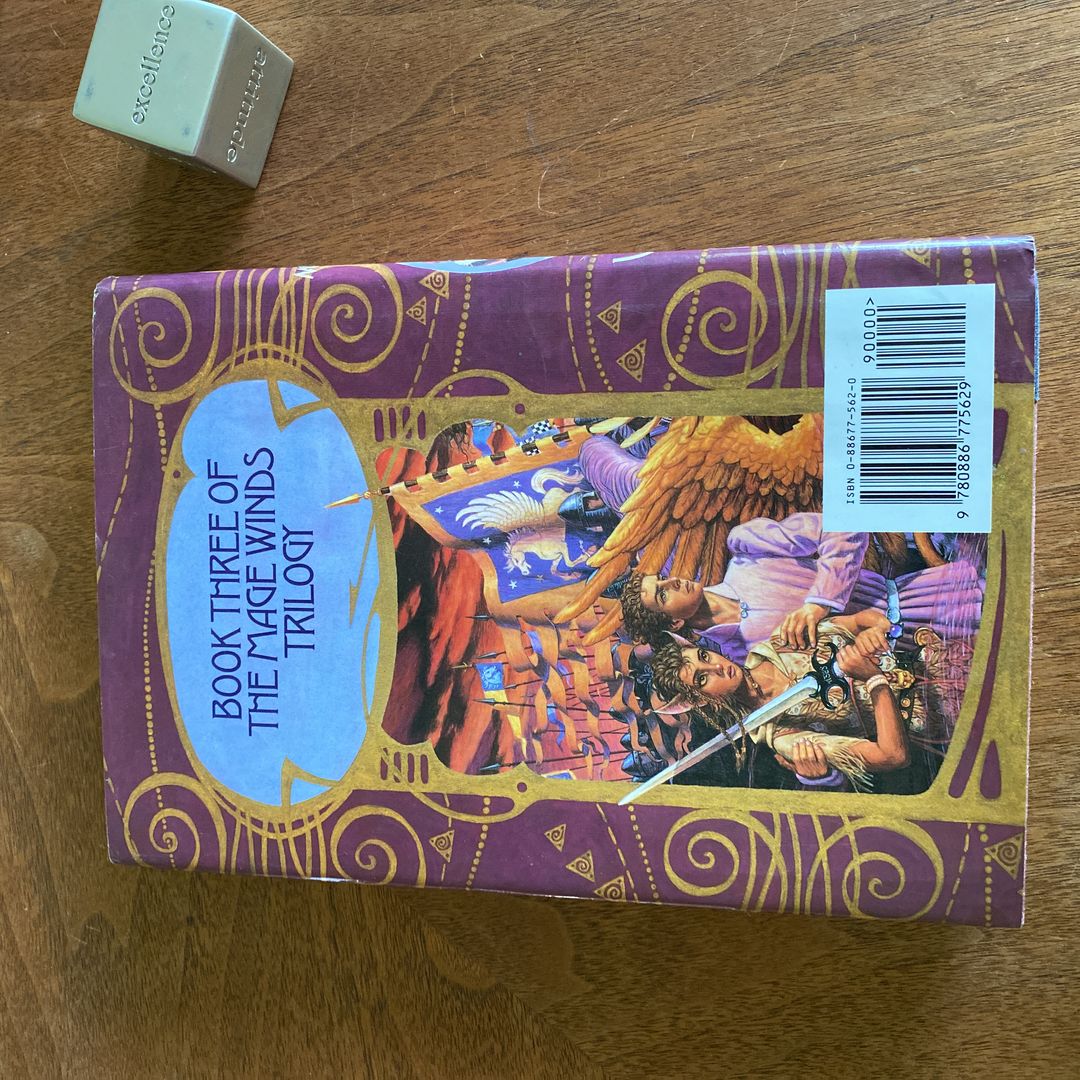 excellence
attitude
BOOK THREE OF
THE MAGE WINDS
TRILOGY
ISBN 0-88677-562-0
90000>
9 780886 775629